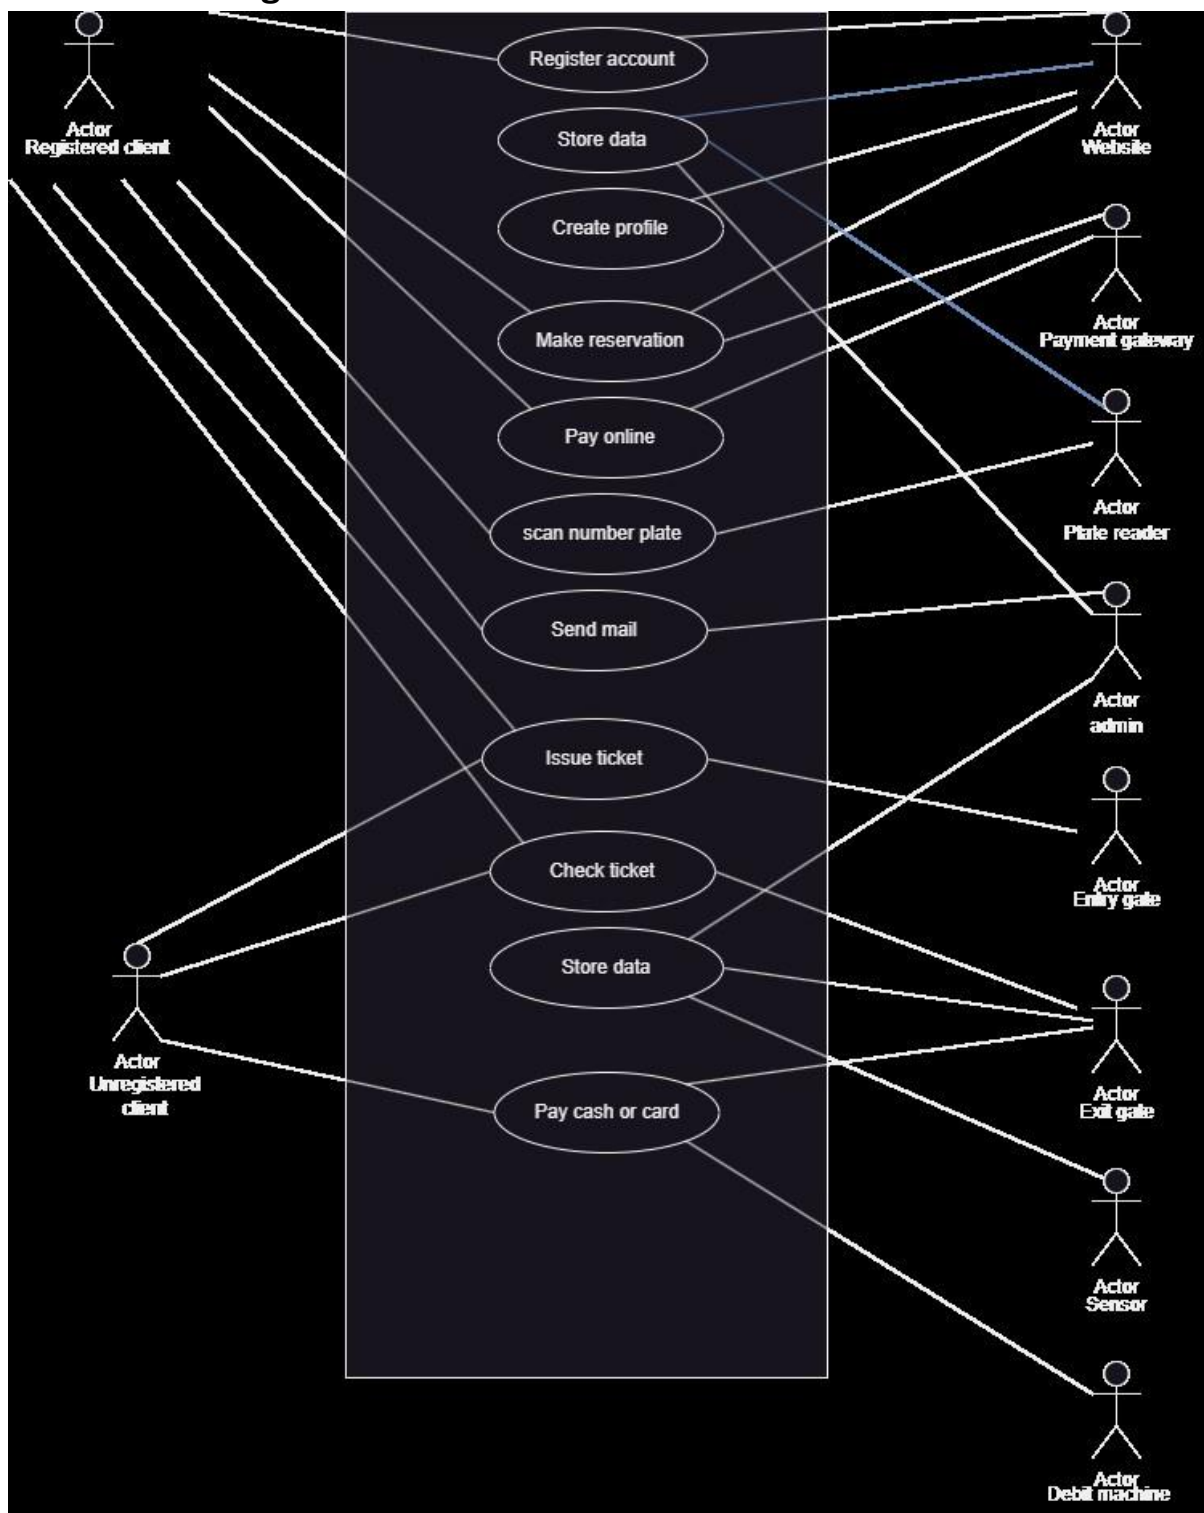 Actor
Registered client
Register account
Store data
Create profile
Make reservation
Pay online
scan number plate
Send mail
Issue ticket
Check ticket
Store data
Pay cash or card
Actor
Unregistered
client
Actor
Website
Actor
Payment gateway
Actor
Plate reader
Actor
admin
Actor
Entry gate
Actor
Exit gate
Actor
Sensor
Actor
Debit machine